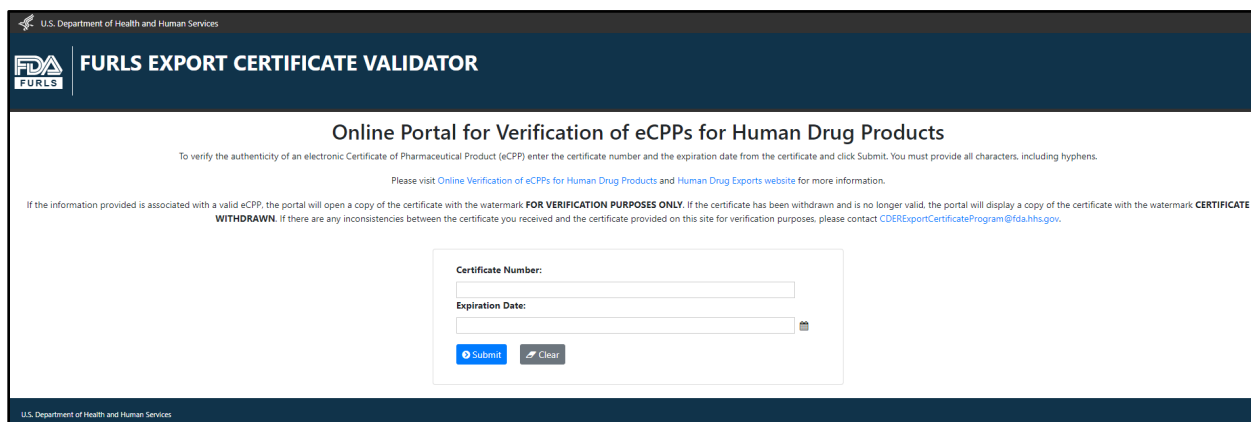 U.S. Department of Health and Human Services
FDA
FURLS
FURLS EXPORT CERTIFICATE VALIDATOR
Online Portal for Verification of eCPPs for Human Drug Products
To verify the authenticity of an electronic Certificate of Pharmaceutical Product (eCPP) enter the certificate number and the expiration date from the certificate and click Submit. You must provide all characters, including hyphens.
Please visit Online Verification of eCPPs for Human Drug Products and Human Drug Exports website for more information.
If the information provided is associated with a valid eCPP, the portal will open a copy of the certificate with the watermark FOR VERIFICATION PURPOSES ONLY. If the certificate has been withdrawn and is no longer valid, the portal will display a copy of the certificate with the watermark CERTIFICATE
WITHDRAWN. If there are any inconsistencies between the certificate you received and the certificate provided on this site for verification purposes, please contact CDERExportCertificateProgram@fda.hhs.gov.
Certificate Number:
Expiration Date:
Submit Clear
U.S. Department of Health and Human Services